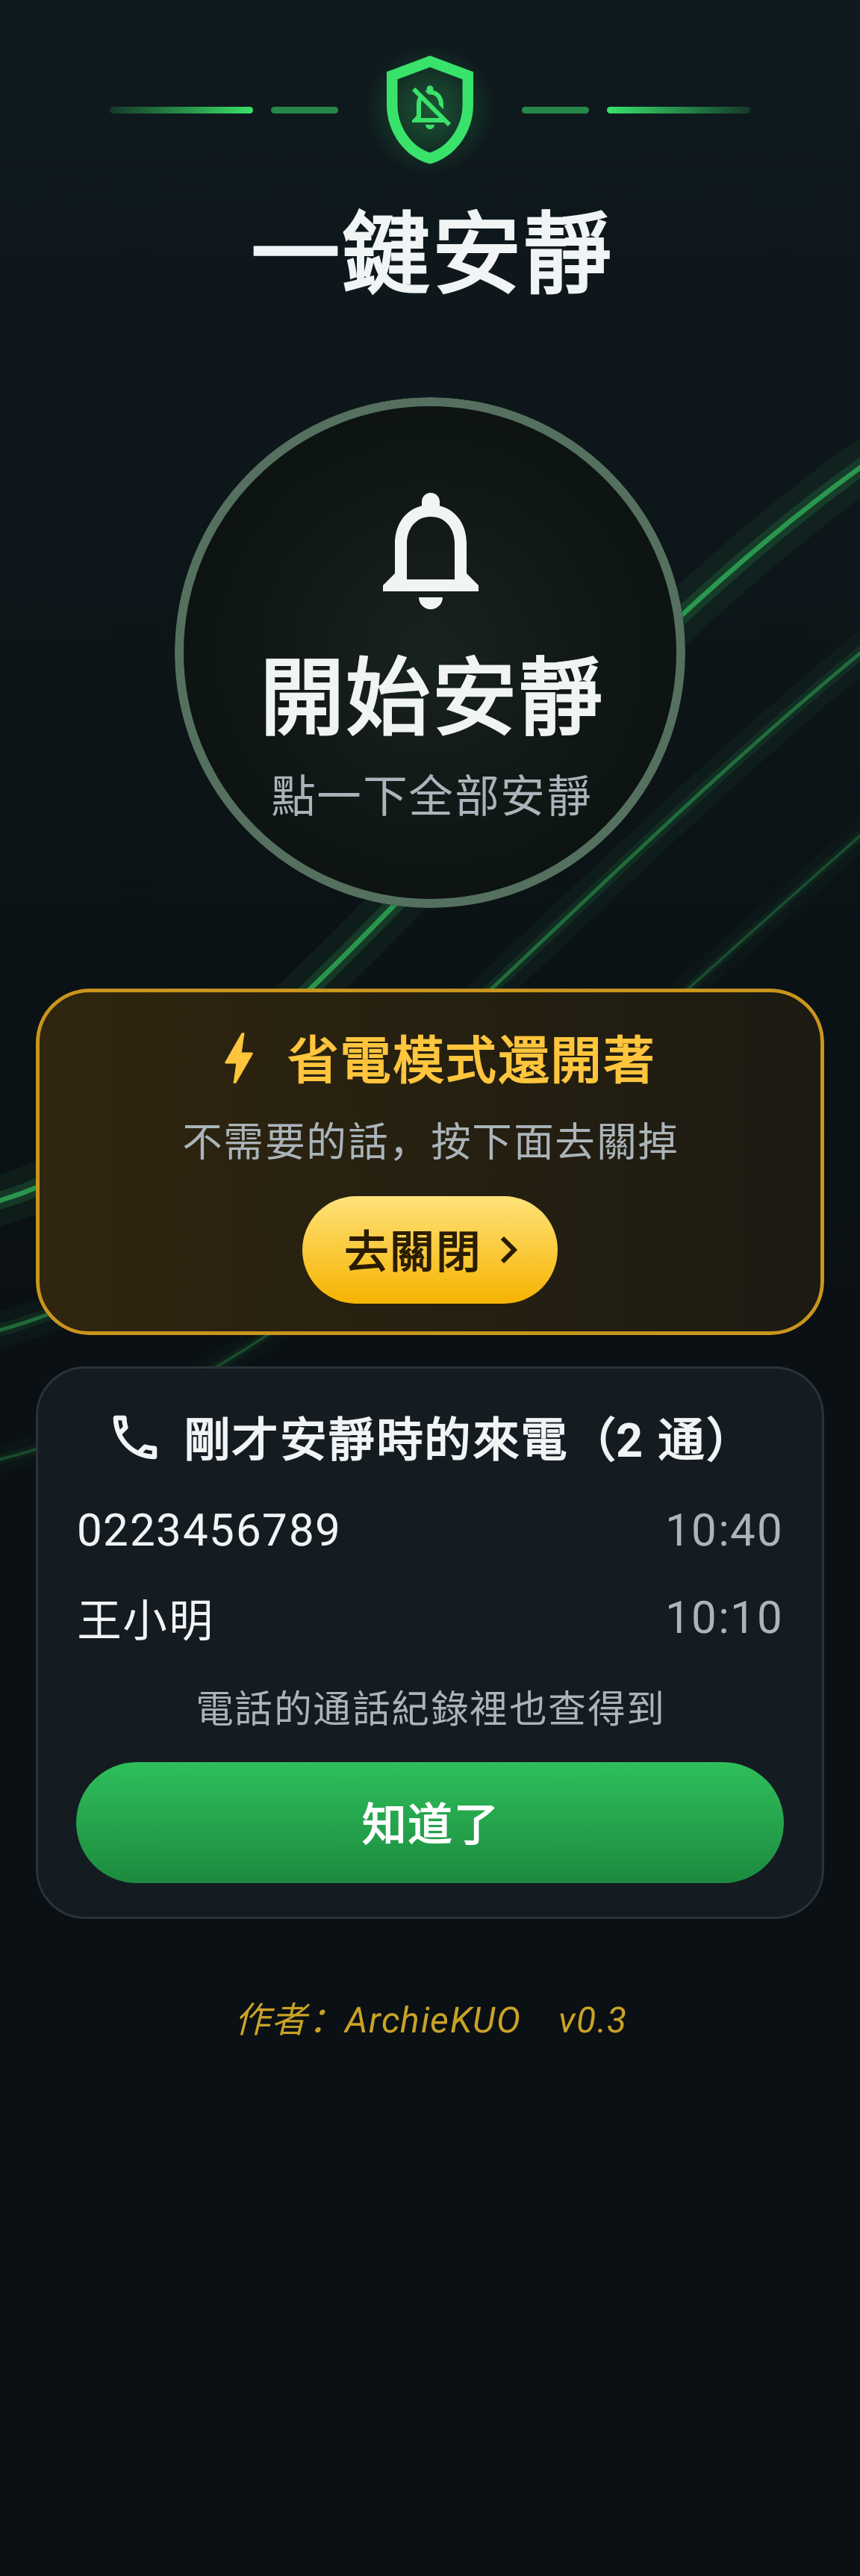 一鍵安靜
開始安靜
點一下全部安靜
省電模式還開著
不需要的話，按下面去關掉
去關閉
剛才安靜時的來電（2 通）
0223456789 10:40
王小明 10:10
電話的通話紀錄裡也查得到
知道了
作者：ArchieKUO v0.3